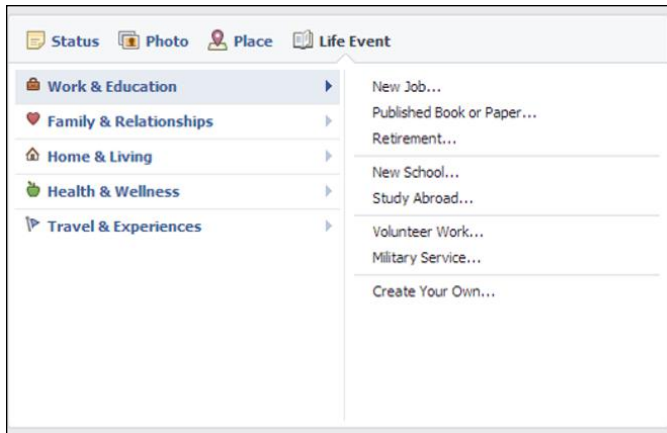 Status Photo Place Life Event
Work & Education
Family & Relationships
Home & Living
Health & Wellness
Travel & Experiences
New Job...
Published Book or Paper...
Retirement...
New School...
Study Abroad...
Volunteer Work...
Military Service...
Create Your Own...